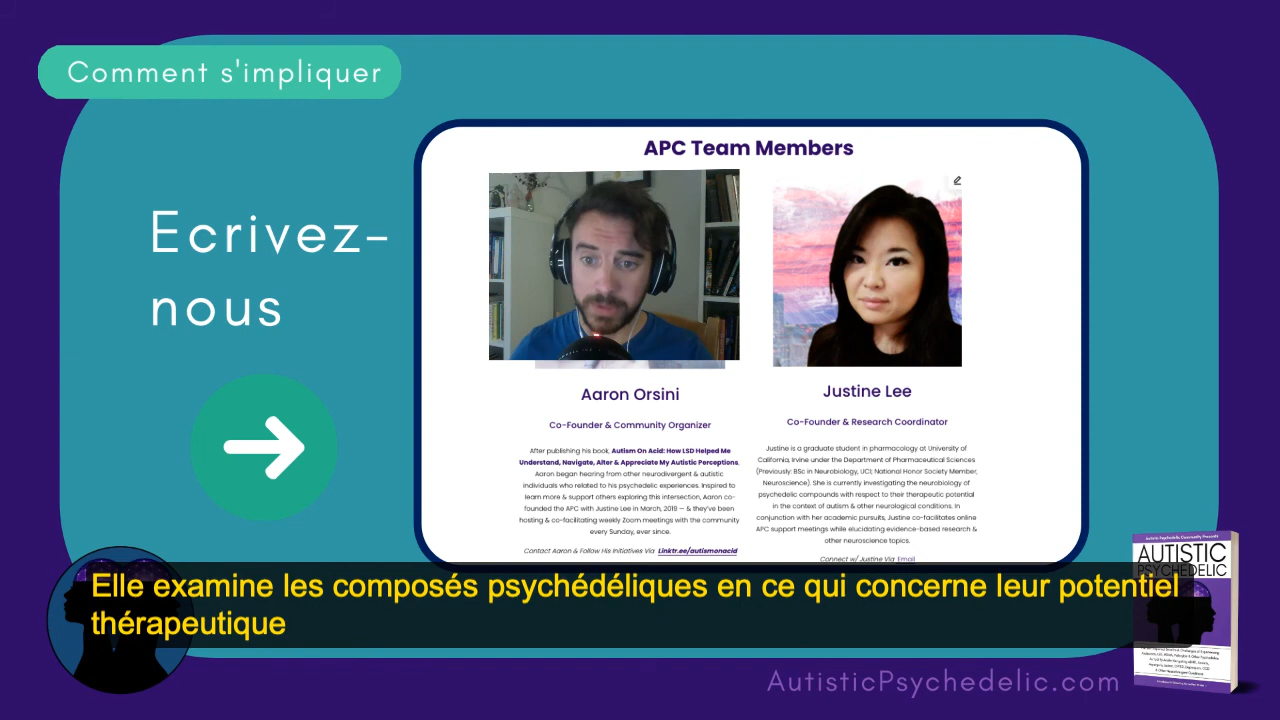 Comment s'impliquer
Ecrivez-
nous
APC Team Members
Aaron Orsini
Co-Founder & Community Organizer
After publishing his book, Autism On Acid: How LSD Helped Me
Understand, Navigate, Alter & Appreciate My Autistic Perceptions,
Aaron began hearing from other neurodivergent & autistic
individuals who related to his psychedelic experiences. Inspired to
learn more & support others exploring this intersection, Aaron co-
founded the APC with Justine Lee in March, 2019 — & they've been
hosting & co-facilitating weekly Zoom meetings with the community
every Sunday, ever since.
Contact Aaron & Follow His Initiatives Via Linktr.ee/autismonacid
Justine Lee
Co-Founder & Research Coordinator
Justine is a graduate student in pharmacology at University of
California, Irvine under the Department of Pharmaceutical Sciences
(Previously: BSc in Neurobiology, UCI; National Honor Society Member,
Neuroscience). She is currently investigating the neurobiology of
psychedelic compounds with respect to their therapeutic potential
in the context of autism & other neurological conditions. In
conjunction with her academic pursuits, Justine co-facilitates online
APC support meetings while elucidating evidence-based research &
other neuroscience topics.
Connect w/ Justine Via Email
Elle examine les composés psychédéliques en ce qui concerne leur potentiel
thérapeutique
Autistic Psychedelic Community Presents
AUTISTIC
PSYCHEDELIC
AutisticPsychedelic.com